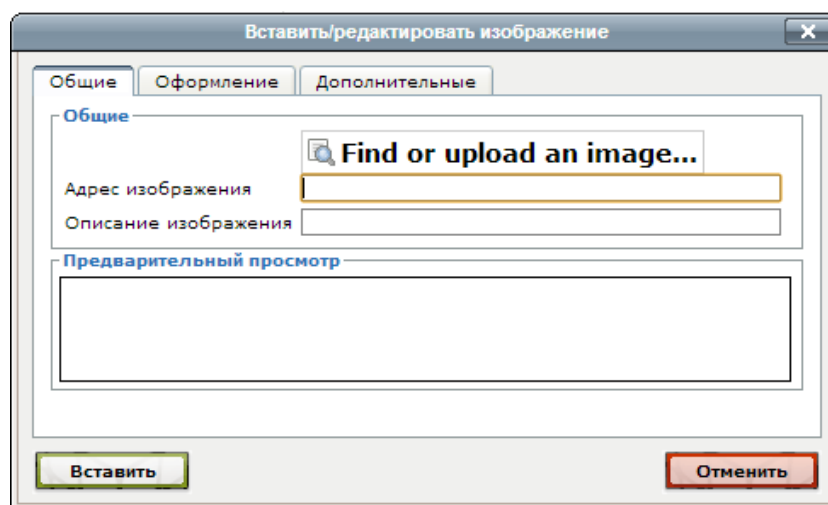 Вставить/редактировать изображение
Общие Оформление Дополнительные
Общие
Find or upload an image...
Адрес изображения
Описание изображения
Предварительный просмотр
Вставить Отменить